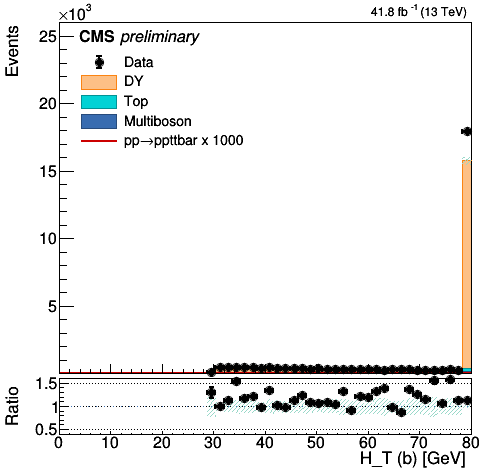 ×10³
41.8 fb⁻¹ (13 TeV)
Events
25
20
15
10
5
CMS preliminary
Data
DY
Top
Multiboson
pp→ppttbar x 1000
Ratio
1.5
1
0.5
0 10 20 30 40 50 60 70 80
H_T (b) [GeV]